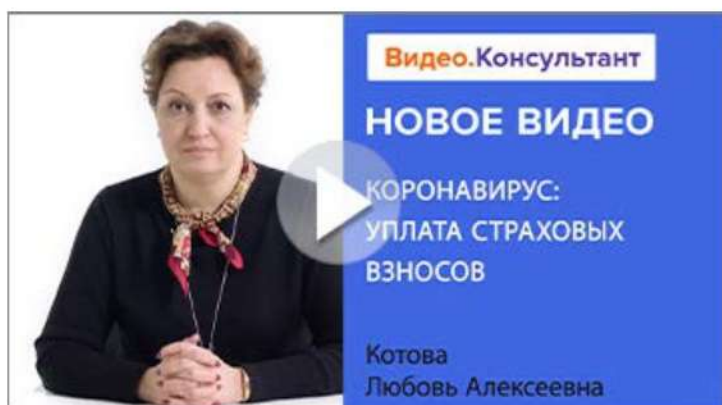 Видео.Консультант
НОВОЕ ВИДЕО
КОРОНАВИРУС:
УПЛАТА СТРАХОВЫХ
ВЗНОСОВ
Котова
Любовь Алексеевна